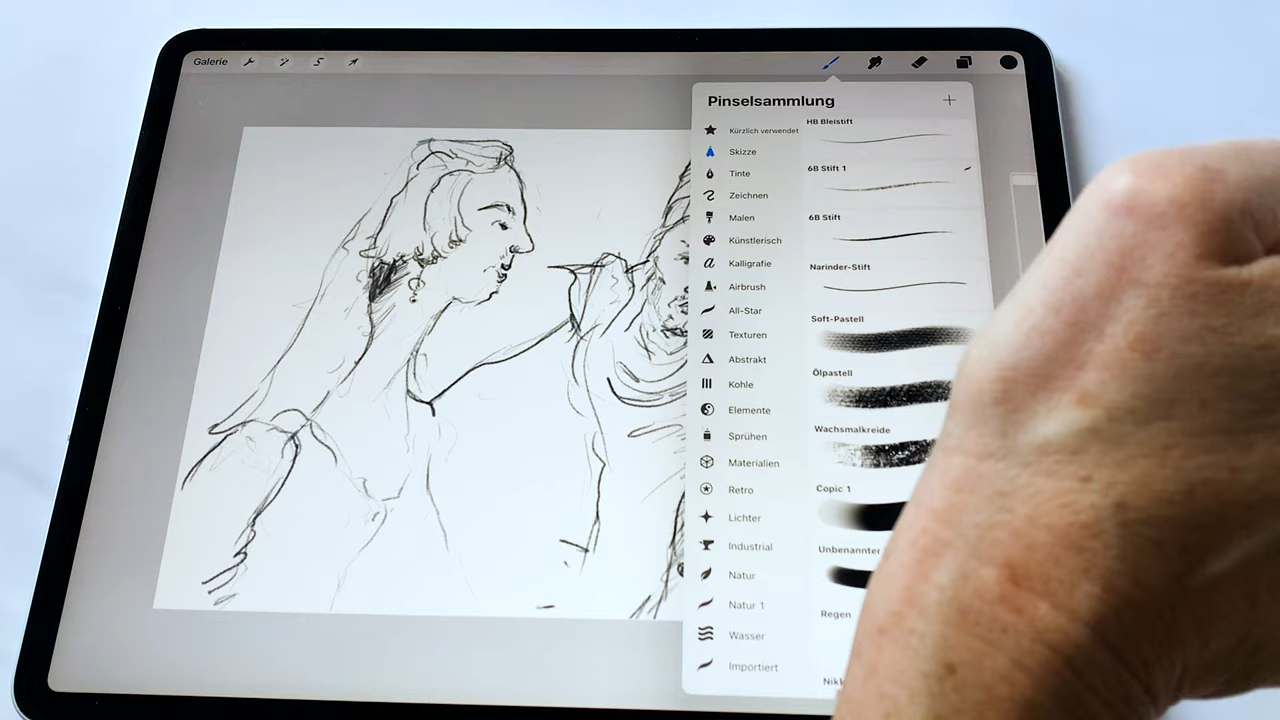 Galerie
Pinselsammlung
Kürzlich verwendet
Skizze
Tinte
Zeichnen
Malen
Künstlerisch
Kalligrafie
Airbrush
All-Star
Texturen
Abstrakt
Kohle
Elemente
Sprühen
Materialien
Retro
Lichter
Industrial
Natur
Natur 1
Wasser
Importiert
HB Bleistift
6B Stift 1
6B Stift
Narinder-Stift
Soft-Pastell
Ölpastell
Wachsmalkreide
Copic 1
Unbenannter
Regen